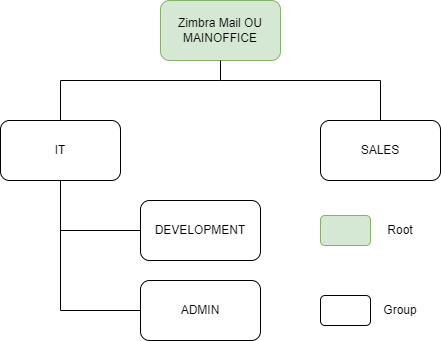 Zimbra Mail OU
MAINOFFICE
IT
SALES
DEVELOPMENT
Root
ADMIN
Group